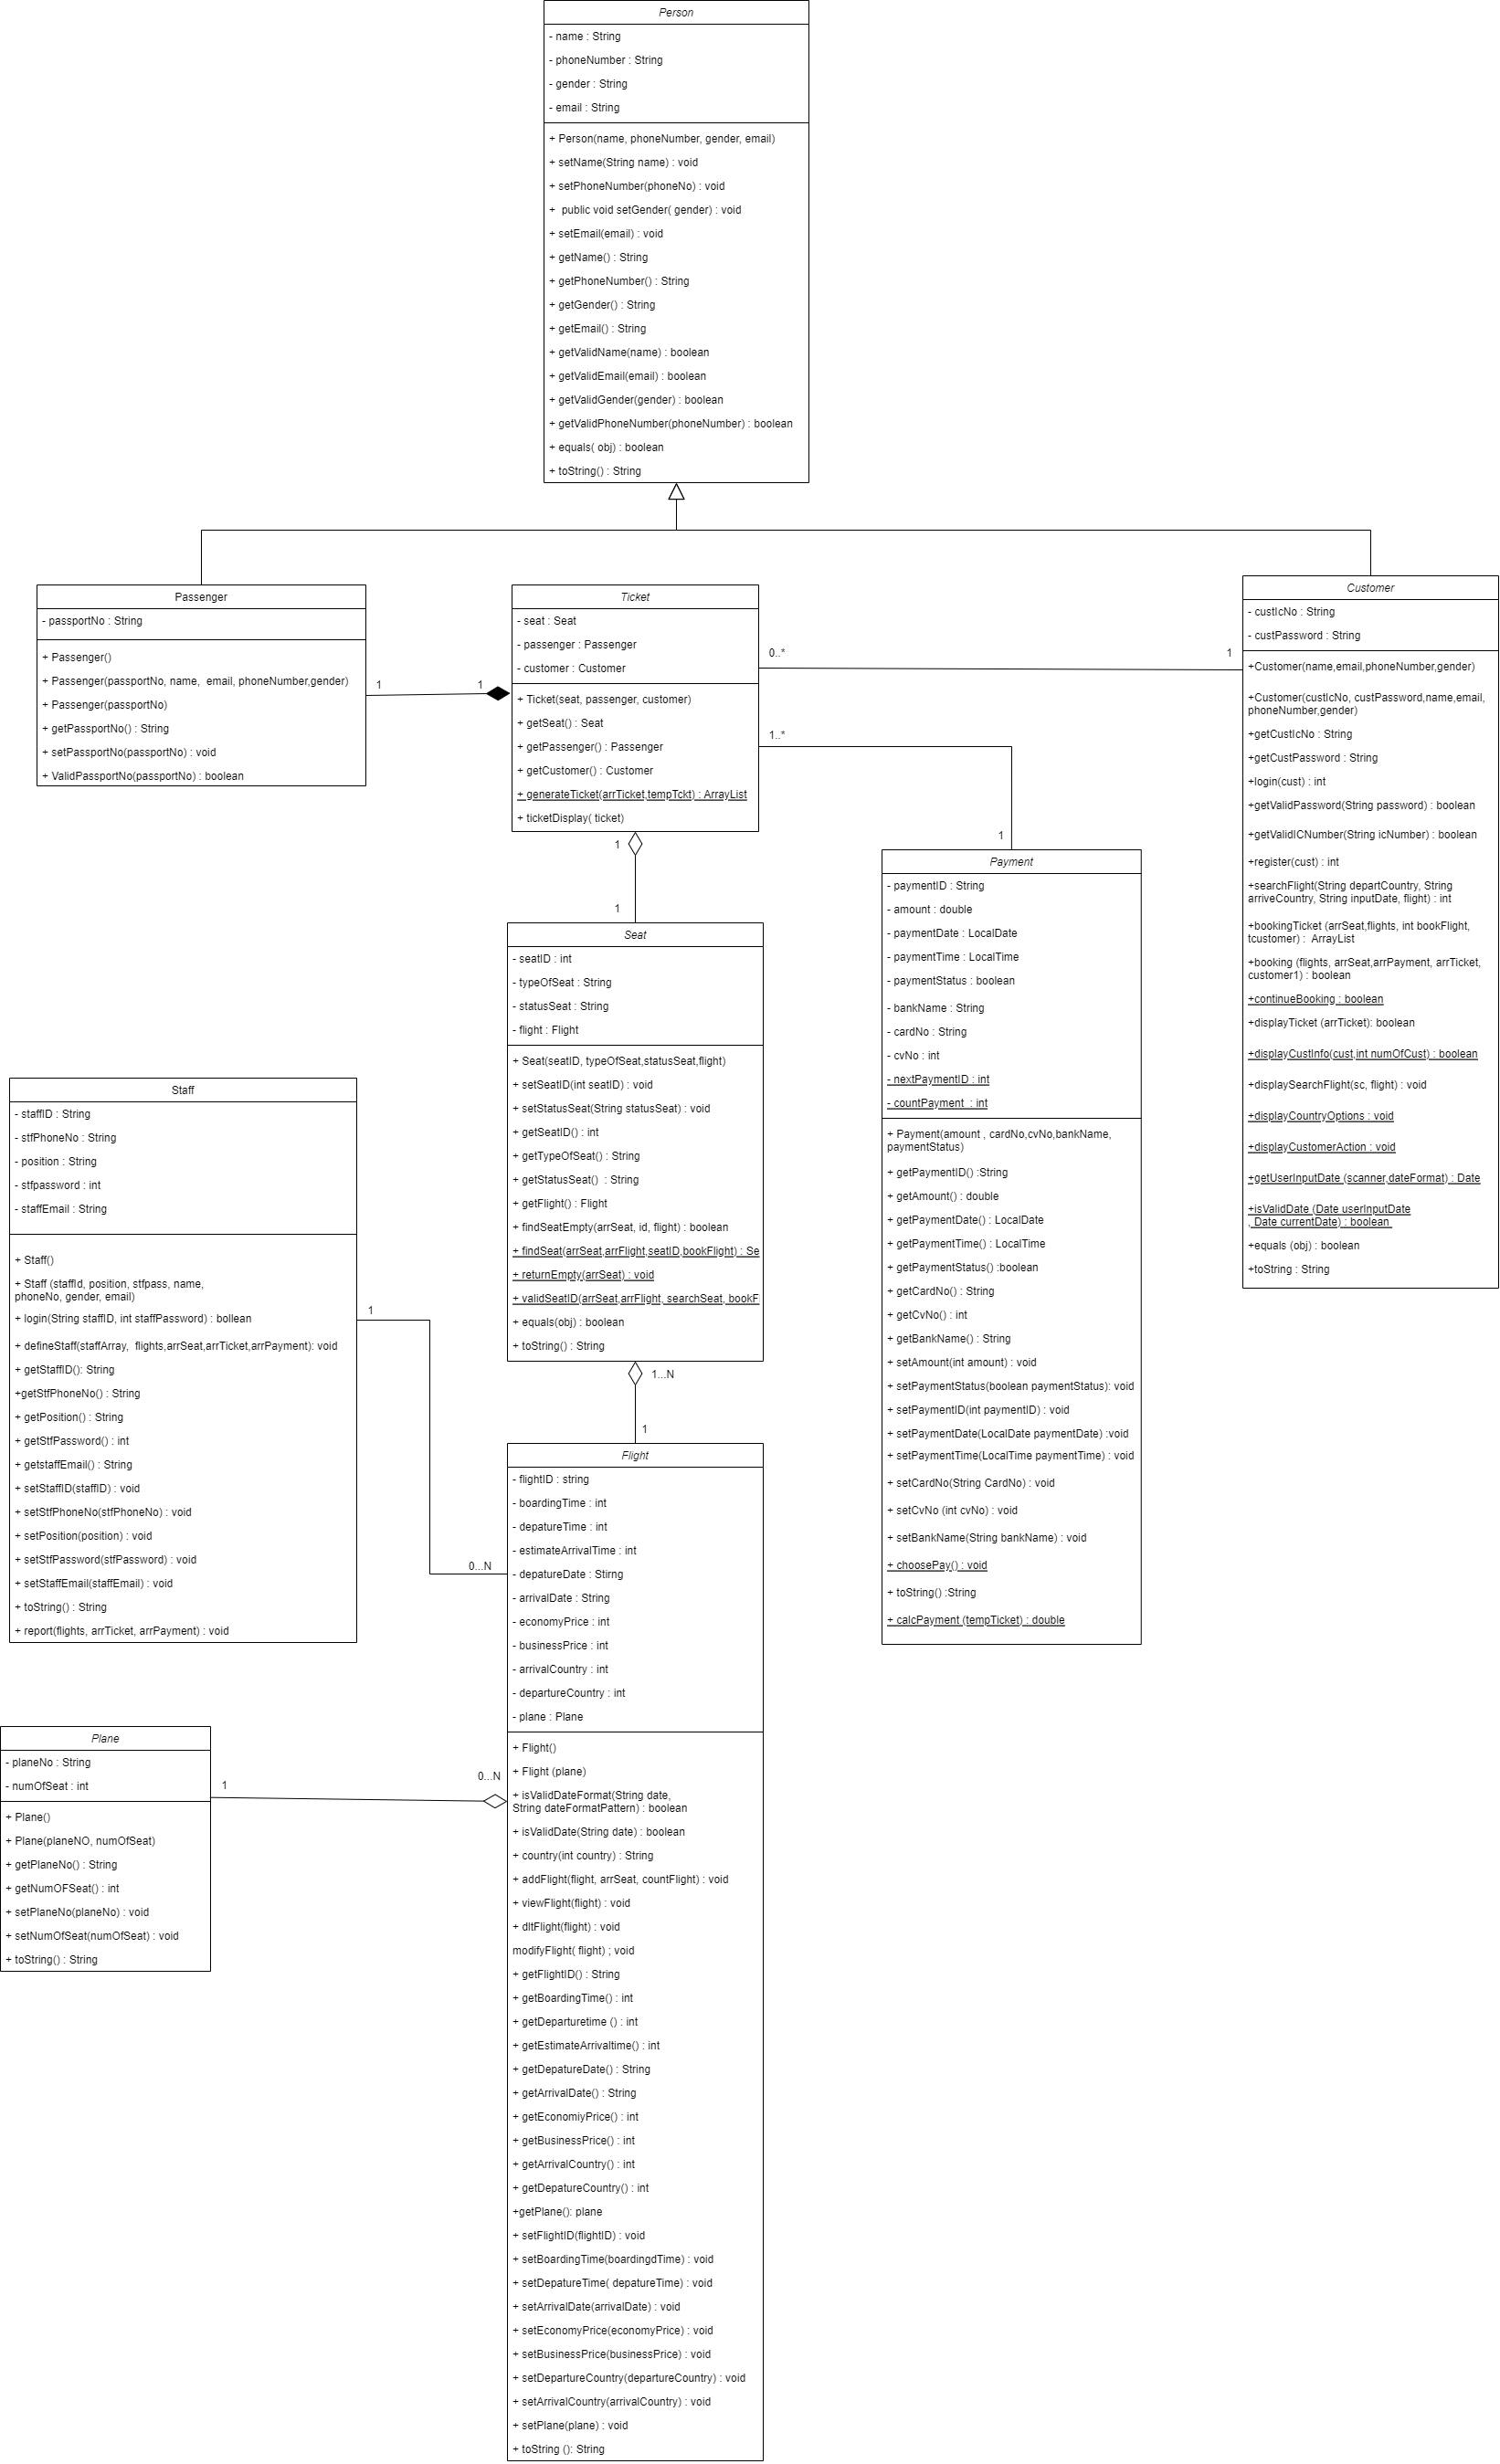 Person
- name : String
- phoneNumber : String
- gender : String
- email : String
+ Person(name, phoneNumber, gender, email)
+ setName(String name) : void
+ setPhoneNumber(phoneNo) : void
+  public void setGender( gender) : void
+ setEmail(email) : void
+ getName() : String
+ getPhoneNumber() : String
+ getGender() : String
+ getEmail() : String
+ getValidName(name) : boolean
+ getValidEmail(email) : boolean
+ getValidGender(gender) : boolean
+ getValidPhoneNumber(phoneNumber) : boolean
+ equals( obj) : boolean
+ toString() : String
Passenger
- passportNo : String
+ Passenger()
+ Passenger(passportNo, name,  email, phoneNumber,gender)
+ Passenger(passportNo)
+ getPassportNo() : String
+ setPassportNo(passportNo) : void
+ ValidPassportNo(passportNo) : boolean
1
1
Ticket
- seat : Seat
- passenger : Passenger
- customer : Customer
+ Ticket(seat, passenger, customer)
+ getSeat() : Seat
+ getPassenger() : Passenger
+ getCustomer() : Customer
+ generateTicket(arrTicket,tempTckt) : ArrayList
+ ticketDisplay( ticket)
0..*
1
1..*
1
1
1
Customer
- custIcNo : String
- custPassword : String
+Customer(name,email,phoneNumber,gender)
+Customer(custIcNo, custPassword,name,email,
phoneNumber,gender)
+getCustIcNo : String
+getCustPassword : String
+login(cust) : int
+getValidPassword(String password) : boolean
+getValidICNumber(String icNumber) : boolean
+register(cust) : int
+searchFlight(String departCountry, String
arriveCountry, String inputDate, flight) : int
+bookingTicket (arrSeat,flights, int bookFlight,
tcustomer) :  ArrayList
+booking (flights, arrSeat,arrPayment, arrTicket,
customer1) : boolean
+continueBooking : boolean
+displayTicket (arrTicket): boolean
+displayCustInfo(cust,int numOfCust) : boolean
+displaySearchFlight(sc, flight) : void
+displayCountryOptions : void
+displayCustomerAction : void
+getUserInputDate (scanner,dateFormat) : Date
+isValidDate (Date userInputDate
, Date currentDate) : boolean
+equals (obj) : boolean
+toString : String
Payment
- paymentID : String
- amount : double
- paymentDate : LocalDate
- paymentTime : LocalTime
- paymentStatus : boolean
- bankName : String
- cardNo : String
- cvNo : int
- nextPaymentID : int
- countPayment  : int
+ Payment(amount , cardNo,cvNo,bankName,
paymentStatus)
+ getPaymentID() :String
+ getAmount() : double
+ getPaymentDate() : LocalDate
+ getPaymentTime() : LocalTime
+ getPaymentStatus() :boolean
+ getCardNo() : String
+ getCvNo() : int
+ getBankName() : String
+ setAmount(int amount) : void
+ setPaymentStatus(boolean paymentStatus): void
+ setPaymentID(int paymentID) : void
+ setPaymentDate(LocalDate paymentDate) :void
+ setPaymentTime(LocalTime paymentTime) : void
+ setCardNo(String CardNo) : void
+ setCvNo (int cvNo) : void
+ setBankName(String bankName) : void
+ choosePay() : void
+ toString() :String
+ calcPayment (tempTicket) : double
Seat
- seatID : int
- typeOfSeat : String
- statusSeat : String
- flight : Flight
+ Seat(seatID, typeOfSeat,statusSeat,flight)
+ setSeatID(int seatID) : void
+ setStatusSeat(String statusSeat) : void
+ getSeatID() : int
+ getTypeOfSeat() : String
+ getStatusSeat()  : String
+ getFlight() : Flight
+ findSeatEmpty(arrSeat, id, flight) : boolean
+ findSeat(arrSeat,arrFlight,seatID,bookFlight) : Se
+ returnEmpty(arrSeat) : void
+ validSeatID(arrSeat,arrFlight, searchSeat, bookF
+ equals(obj) : boolean
+ toString() : String
1...N
1
Staff
- staffID : String
- stfPhoneNo : String
- position : String
- stfpassword : int
- staffEmail : String
+ Staff()
+ Staff (staffId, position, stfpass, name,
phoneNo, gender, email)
+ login(String staffID, int staffPassword) : bollean
+ defineStaff(staffArray,  flights,arrSeat,arrTicket,arrPayment): void
+ getStaffID(): String
+getStfPhoneNo() : String
+ getPosition() : String
+ getStfPassword() : int
+ getstaffEmail() : String
+ setStaffID(staffID) : void
+ setStfPhoneNo(stfPhoneNo) : void
+ setPosition(position) : void
+ setStfPassword(stfPassword) : void
+ setStaffEmail(staffEmail) : void
+ toString() : String
+ report(flights, arrTicket, arrPayment) : void
1
0...N
Flight
- flightID : string
- boardingTime : int
- depatureTime : int
- estimateArrivalTime : int
- depatureDate : Stirng
- arrivalDate : String
- economyPrice : int
- businessPrice : int
- arrivalCountry : int
- departureCountry : int
- plane : Plane
+ Flight()
+ Flight (plane)
+ isValidDateFormat(String date,
String dateFormatPattern) : boolean
+ isValidDate(String date) : boolean
+ country(int country) : String
+ addFlight(flight, arrSeat, countFlight) : void
+ viewFlight(flight) : void
+ dltFlight(flight) : void
modifyFlight( flight) ; void
+ getFlightID() : String
+ getBoardingTime() : int
+ getDeparturetime () : int
+ getEstimateArrivaltime() : int
+ getDepatureDate() : String
+ getArrivalDate() : String
+ getEconomiyPrice() : int
+ getBusinessPrice() : int
+ getArrivalCountry() : int
+ getDepatureCountry() : int
+getPlane(): plane
+ setFlightID(flightID) : void
+ setBoardingTime(boardingdTime) : void
+ setDepatureTime( depatureTime) : void
+ setArrivalDate(arrivalDate) : void
+ setEconomyPrice(economyPrice) : void
+ setBusinessPrice(businessPrice) : void
+ setDepartureCountry(departureCountry) : void
+ setArrivalCountry(arrivalCountry) : void
+ setPlane(plane) : void
+ toString (): String
Plane
- planeNo : String
- numOfSeat : int
+ Plane()
+ Plane(planeNO, numOfSeat)
+ getPlaneNo() : String
+ getNumOFSeat() : int
+ setPlaneNo(planeNo) : void
+ setNumOfSeat(numOfSeat) : void
+ toString() : String
1
0...N